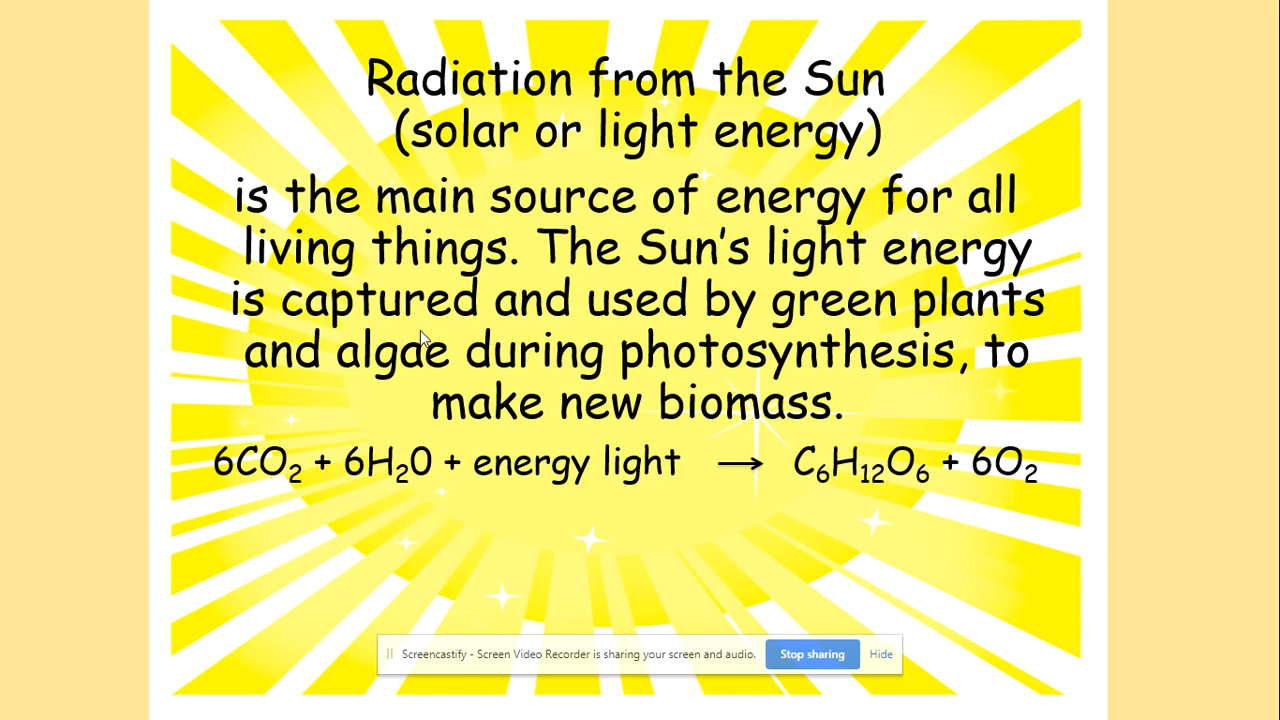 Radiation from the Sun
(solar or light energy)
is the main source of energy for all
living things. The Sun's light energy
is captured and used by green plants
and algae during photosynthesis, to
make new biomass.
6CO₂ + 6H₂0 + energy light → C₆H₁₂O₆ + 6O₂
Screencastify - Screen Video Recorder is sharing your screen and audio. Stop sharing Hide